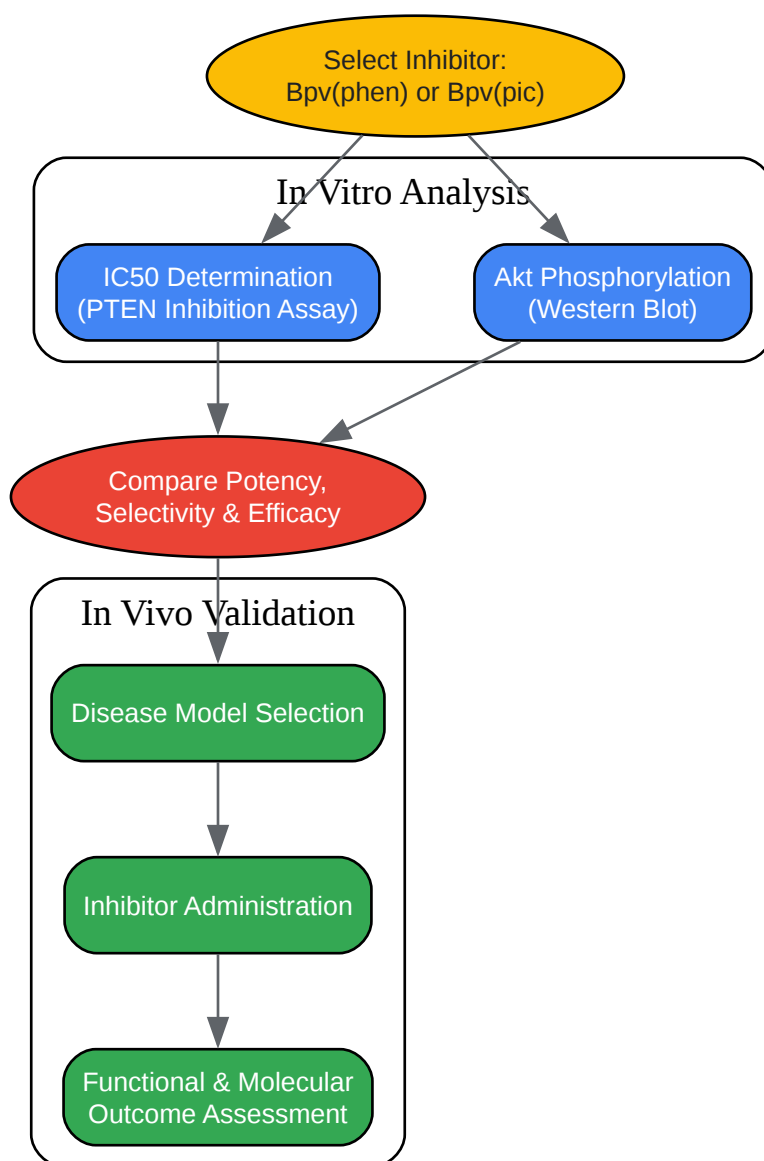 Select Inhibitor:
Bpv(phen) or Bpv(pic)
In Vitro Analysis
IC50 Determination
(PTEN Inhibition Assay)
Akt Phosphorylation
(Western Blot)
Compare Potency,
Selectivity & Efficacy
In Vivo Validation
Disease Model Selection
Inhibitor Administration
Functional & Molecular
Outcome Assessment